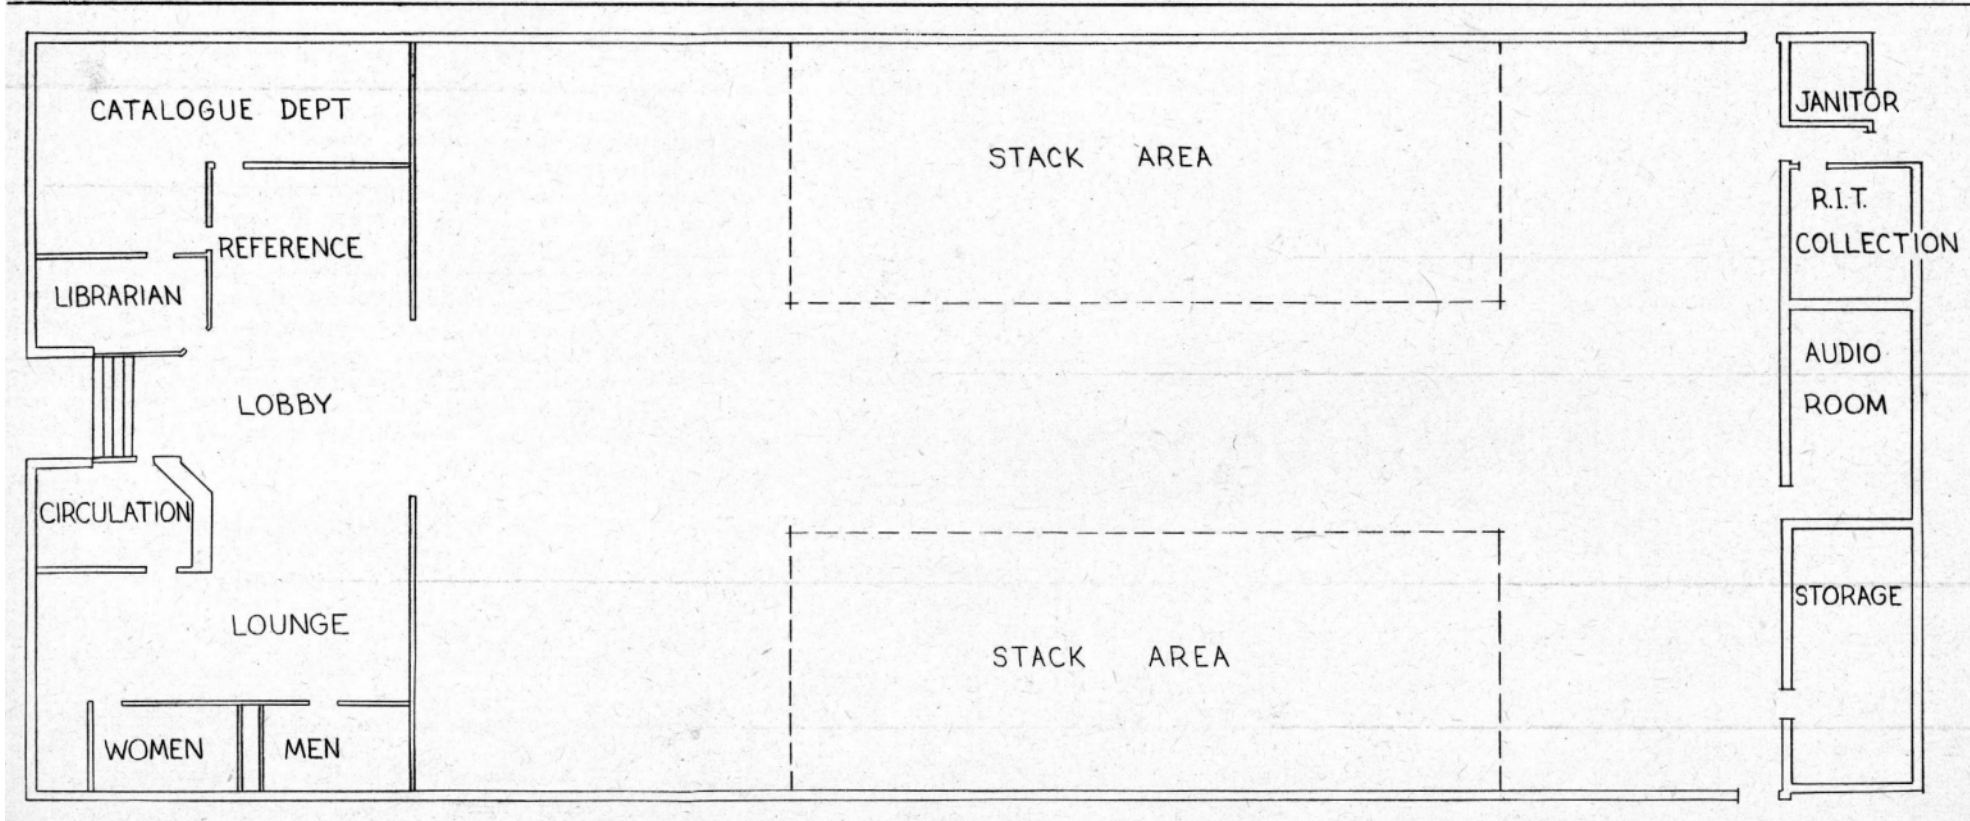 CATALOGUE DEPT
REFERENCE
LIBRARIAN
LOBBY
CIRCULATION
LOUNGE
WOMEN
MEN
STACK AREA
STACK AREA
JANITOR
R.I.T.
COLLECTION
AUDIO
ROOM
STORAGE